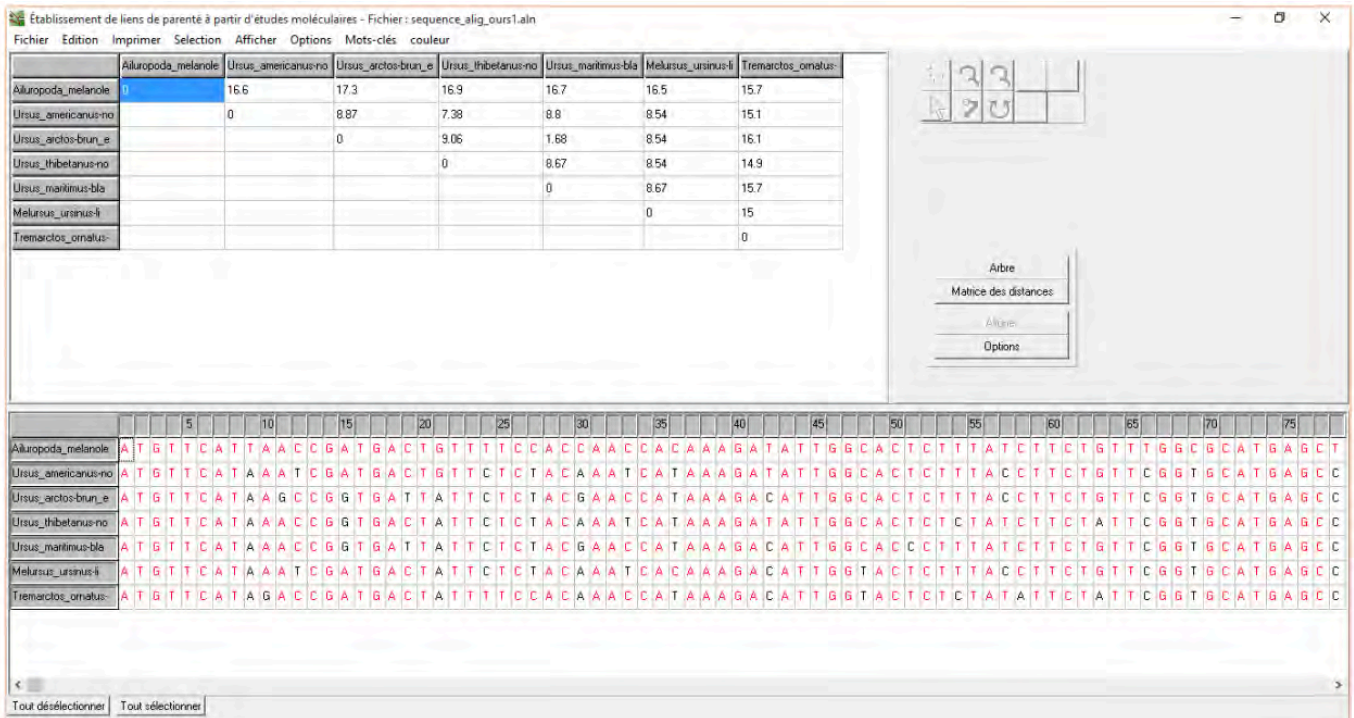 Établissement de liens de parenté à partir d'études moléculaires - Fichier : sequence_alig_ours1.aln
Fichier Edition Imprimer Selection Afficher Options Mots-clés couleur
Ailuropoda_melanole Ursus_americanus-no Ursus_arctos-brun_e Ursus_thibetanus-no Ursus_maritimus-bla Melursus_ursinus-li Tremarctos_ornatus-
Ailuropoda_melanole 0 16.6 17.3 16.9 16.7 16.5 15.7
Ursus_americanus-no 0 8.87 7.38 8.8 8.54 15.1
Ursus_arctos-brun_e 0 9.06 1.68 8.54 16.1
Ursus_thibetanus-no 0 8.67 8.54 14.9
Ursus_maritimus-bla 0 8.67 15.7
Melursus_ursinus-li 0 15
Tremarctos_ornatus- 0
Arbre
Matrice des distances
Aligner
Options
5 10 15 20 25 30 35 40 45 50 55 60 65 70 75
Ailuropoda_melanole A T G T T C A T T A A C C G A T G A C T G T T T T C C A C C A A C C A C A A A G A T A T T G G C A C T C T T T A T C T T C T G T T T G G C G C A T G A G C T
Ursus_americanus-no A T G T T C A T A A A T C G A T G A C T G T T C T C T A C A A A T C A T A A A G A T A T T G G C A C T C T T T A C C T T C T G T T C G G T G C A T G A G C C
Ursus_arctos-brun_e A T G T T C A T A A G C C G G T G A T T A T T C T C T A C G A A C C A T A A A G A C A T T G G C A C T C T T T A C C T T C T G T T C G G T G C A T G A G C C
Ursus_thibetanus-no A T G T T C A T A A A C C G G T G A C T A T T C T C T A C A A A T C A T A A A G A T A T T G G C A C T C T C T A T C T T C T A T T C G G T G C A T G A G C C
Ursus_maritimus-bla A T G T T C A T A A A C C G G T G A T T A T T C T C T A C G A A C C A T A A A G A C A T T G G C A C C C T T T A T C T T C T G T T C G G T G C A T G A G C C
Melursus_ursinus-li A T G T T C A T A A A T C G A T G A C T A T T C T C T A C A A A T C A C A A A G A C A T T G G T A C T C T T T A C C T T C T G T T C G G T G C A T G A G C C
Tremarctos_ornatus- A T G T T C A T A G A C C G A T G A C T A T T T T C C A C A A A C C A T A A A G A C A T T G G T A C T C T C T A T A T T C T A T T C G G T G C A T G A G C C
Tout désélectionner Tout sélectionner